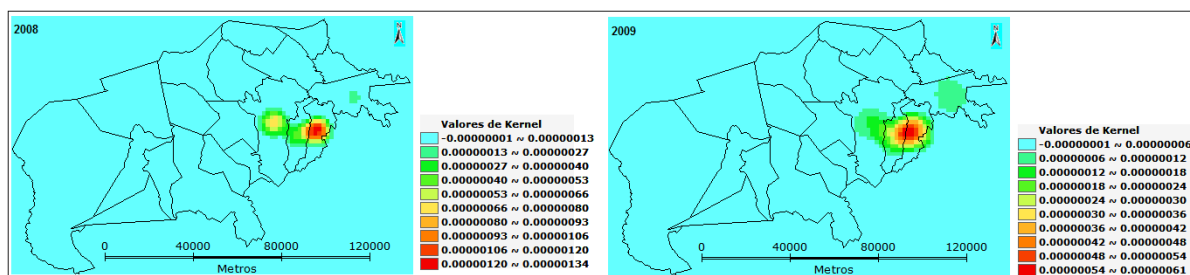 2008
N
Valores de Kernel
-0.00000001 ~ 0.00000013
0.00000013 ~ 0.00000027
0.00000027 ~ 0.00000040
0.00000040 ~ 0.00000053
0.00000053 ~ 0.00000066
0.00000066 ~ 0.00000080
0.00000080 ~ 0.00000093
0.00000093 ~ 0.00000106
0.00000106 ~ 0.00000120
0.00000120 ~ 0.00000134
0 40000 80000 120000
Metros
2009
N
Valores de Kernel
-0.00000001 ~ 0.00000006
0.00000006 ~ 0.00000012
0.00000012 ~ 0.00000018
0.00000018 ~ 0.00000024
0.00000024 ~ 0.00000030
0.00000030 ~ 0.00000036
0.00000036 ~ 0.00000042
0.00000042 ~ 0.00000048
0.00000048 ~ 0.00000054
0.00000054 ~ 0.00000061
0 40000 80000 120000
Metros